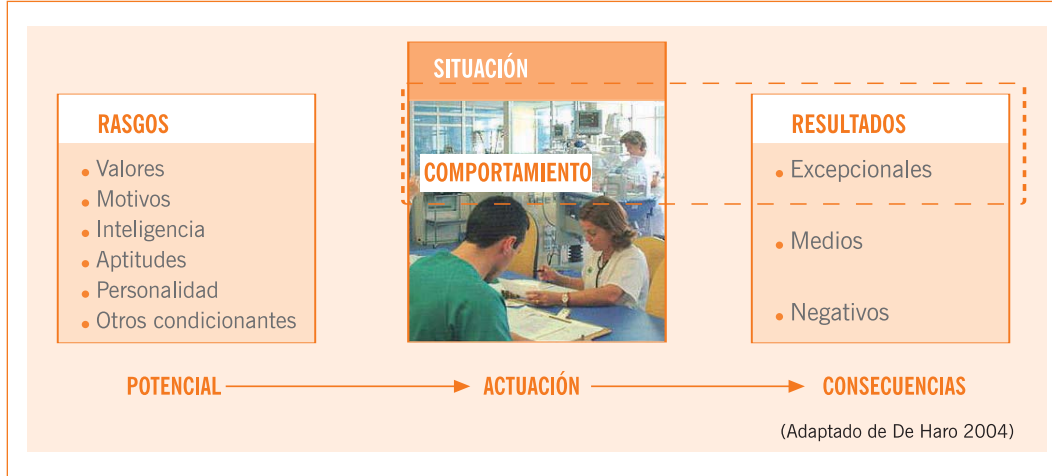 RASGOS
• Valores
• Motivos
• Inteligencia
• Aptitudes
• Personalidad
• Otros condicionantes
SITUACIÓN
COMPORTAMIENTO
RESULTADOS
• Excepcionales
• Medios
• Negativos
POTENCIAL
ACTUACIÓN
CONSECUENCIAS
(Adaptado de De Haro 2004)